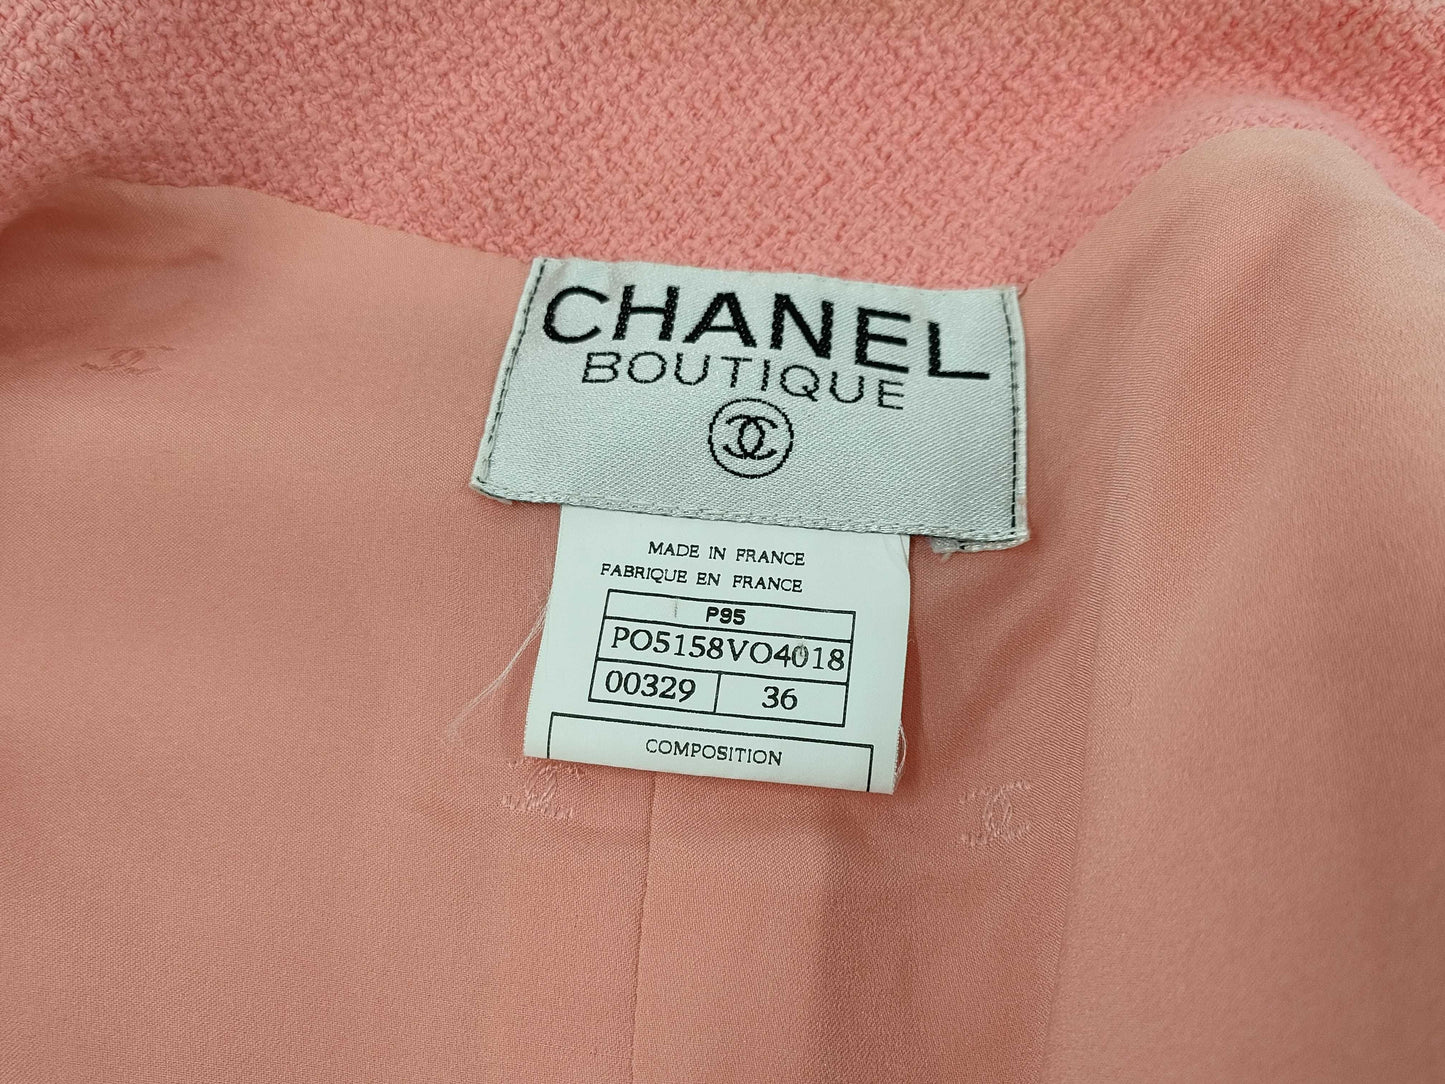 CHANEL
BOUTIQUE
MADE IN FRANCE
FABRIQUE EN FRANCE
P95
PO5158VO4018
00329 36
COMPOSITION